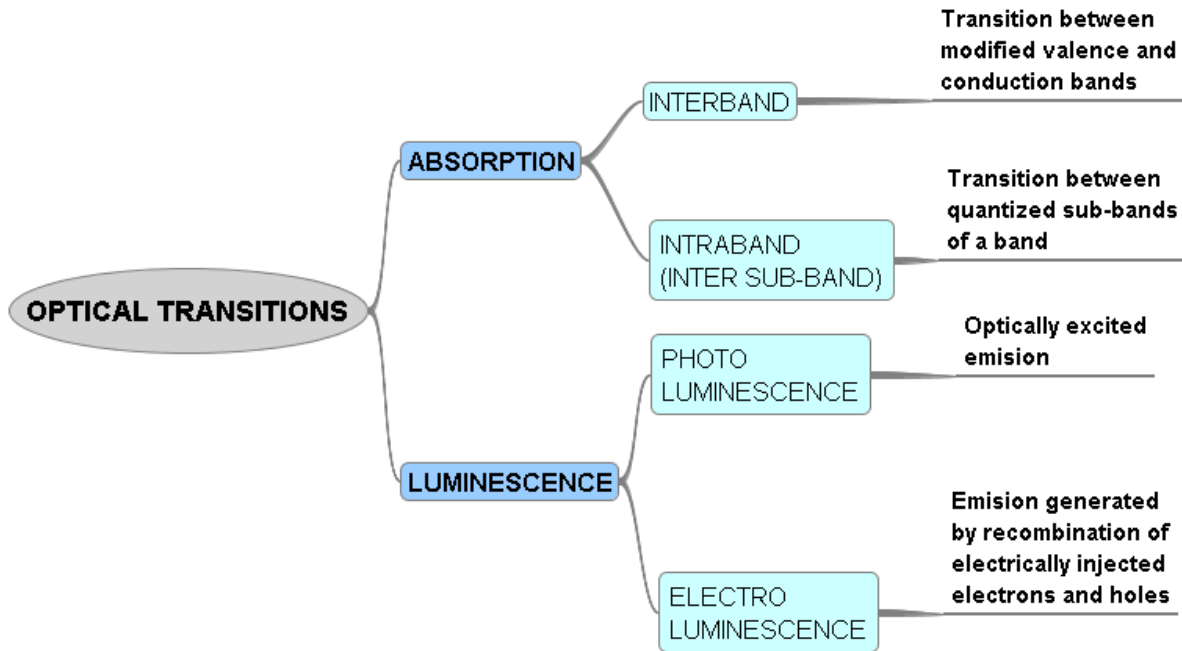 OPTICAL TRANSITIONS
ABSORPTION
INTERBAND
Transition between
modified valence and
conduction bands
INTRABAND
(INTER SUB-BAND)
Transition between
quantized sub-bands
of a band
LUMINESCENCE
PHOTO
LUMINESCENCE
Optically excited
emision
ELECTRO
LUMINESCENCE
Emision generated
by recombination of
electrically injected
electrons and holes